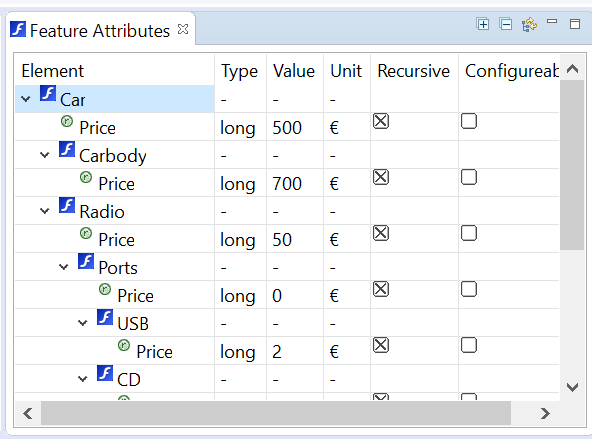 Feature Attributes
Element Type Value Unit Recursive Configureab
Car - - -
Price long 500 €
Carbody - - -
Price long 700 €
Radio - - -
Price long 50 €
Ports - - -
Price long 0 €
USB - - -
Price long 2 €
CD - - -